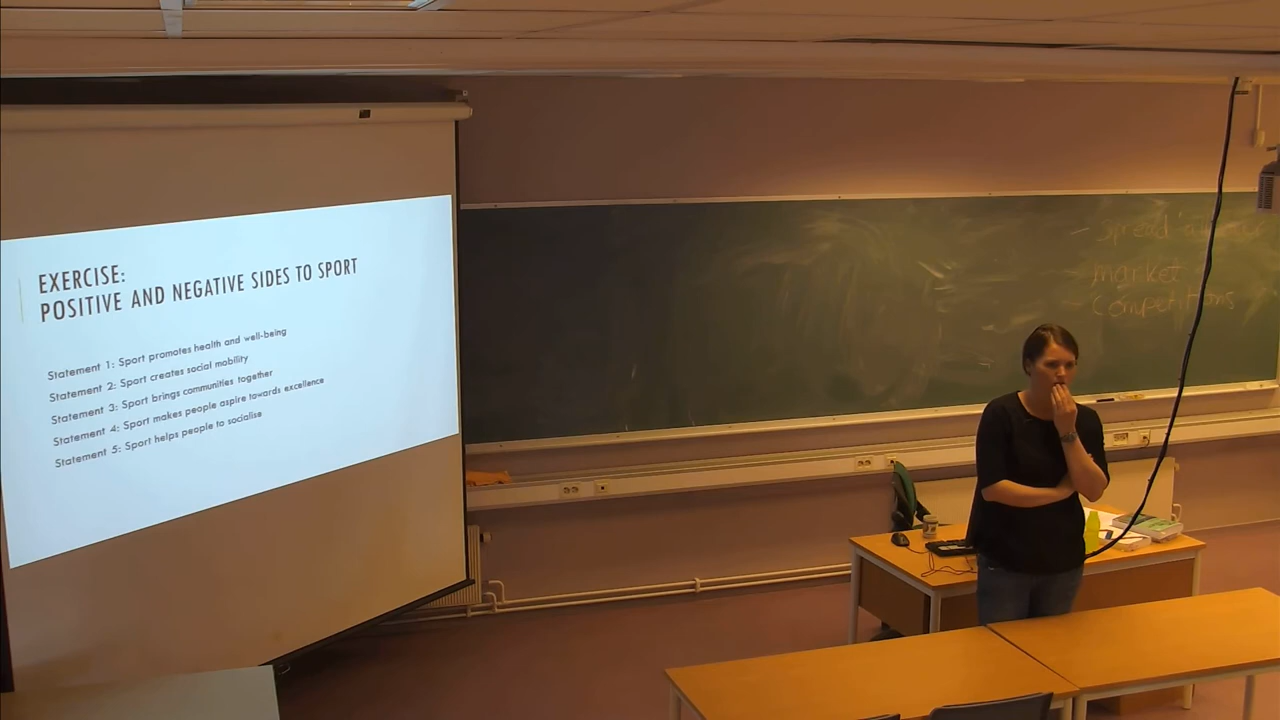 EXERCISE:
POSITIVE AND NEGATIVE SIDES TO SPORT
Statement 1: Sport promotes health and well-being
Statement 2: Sport creates social mobility
Statement 3: Sport brings communities together
Statement 4: Sport makes people aspire towards excellence
Statement 5: Sport helps people to socialise
spread
market
competitions